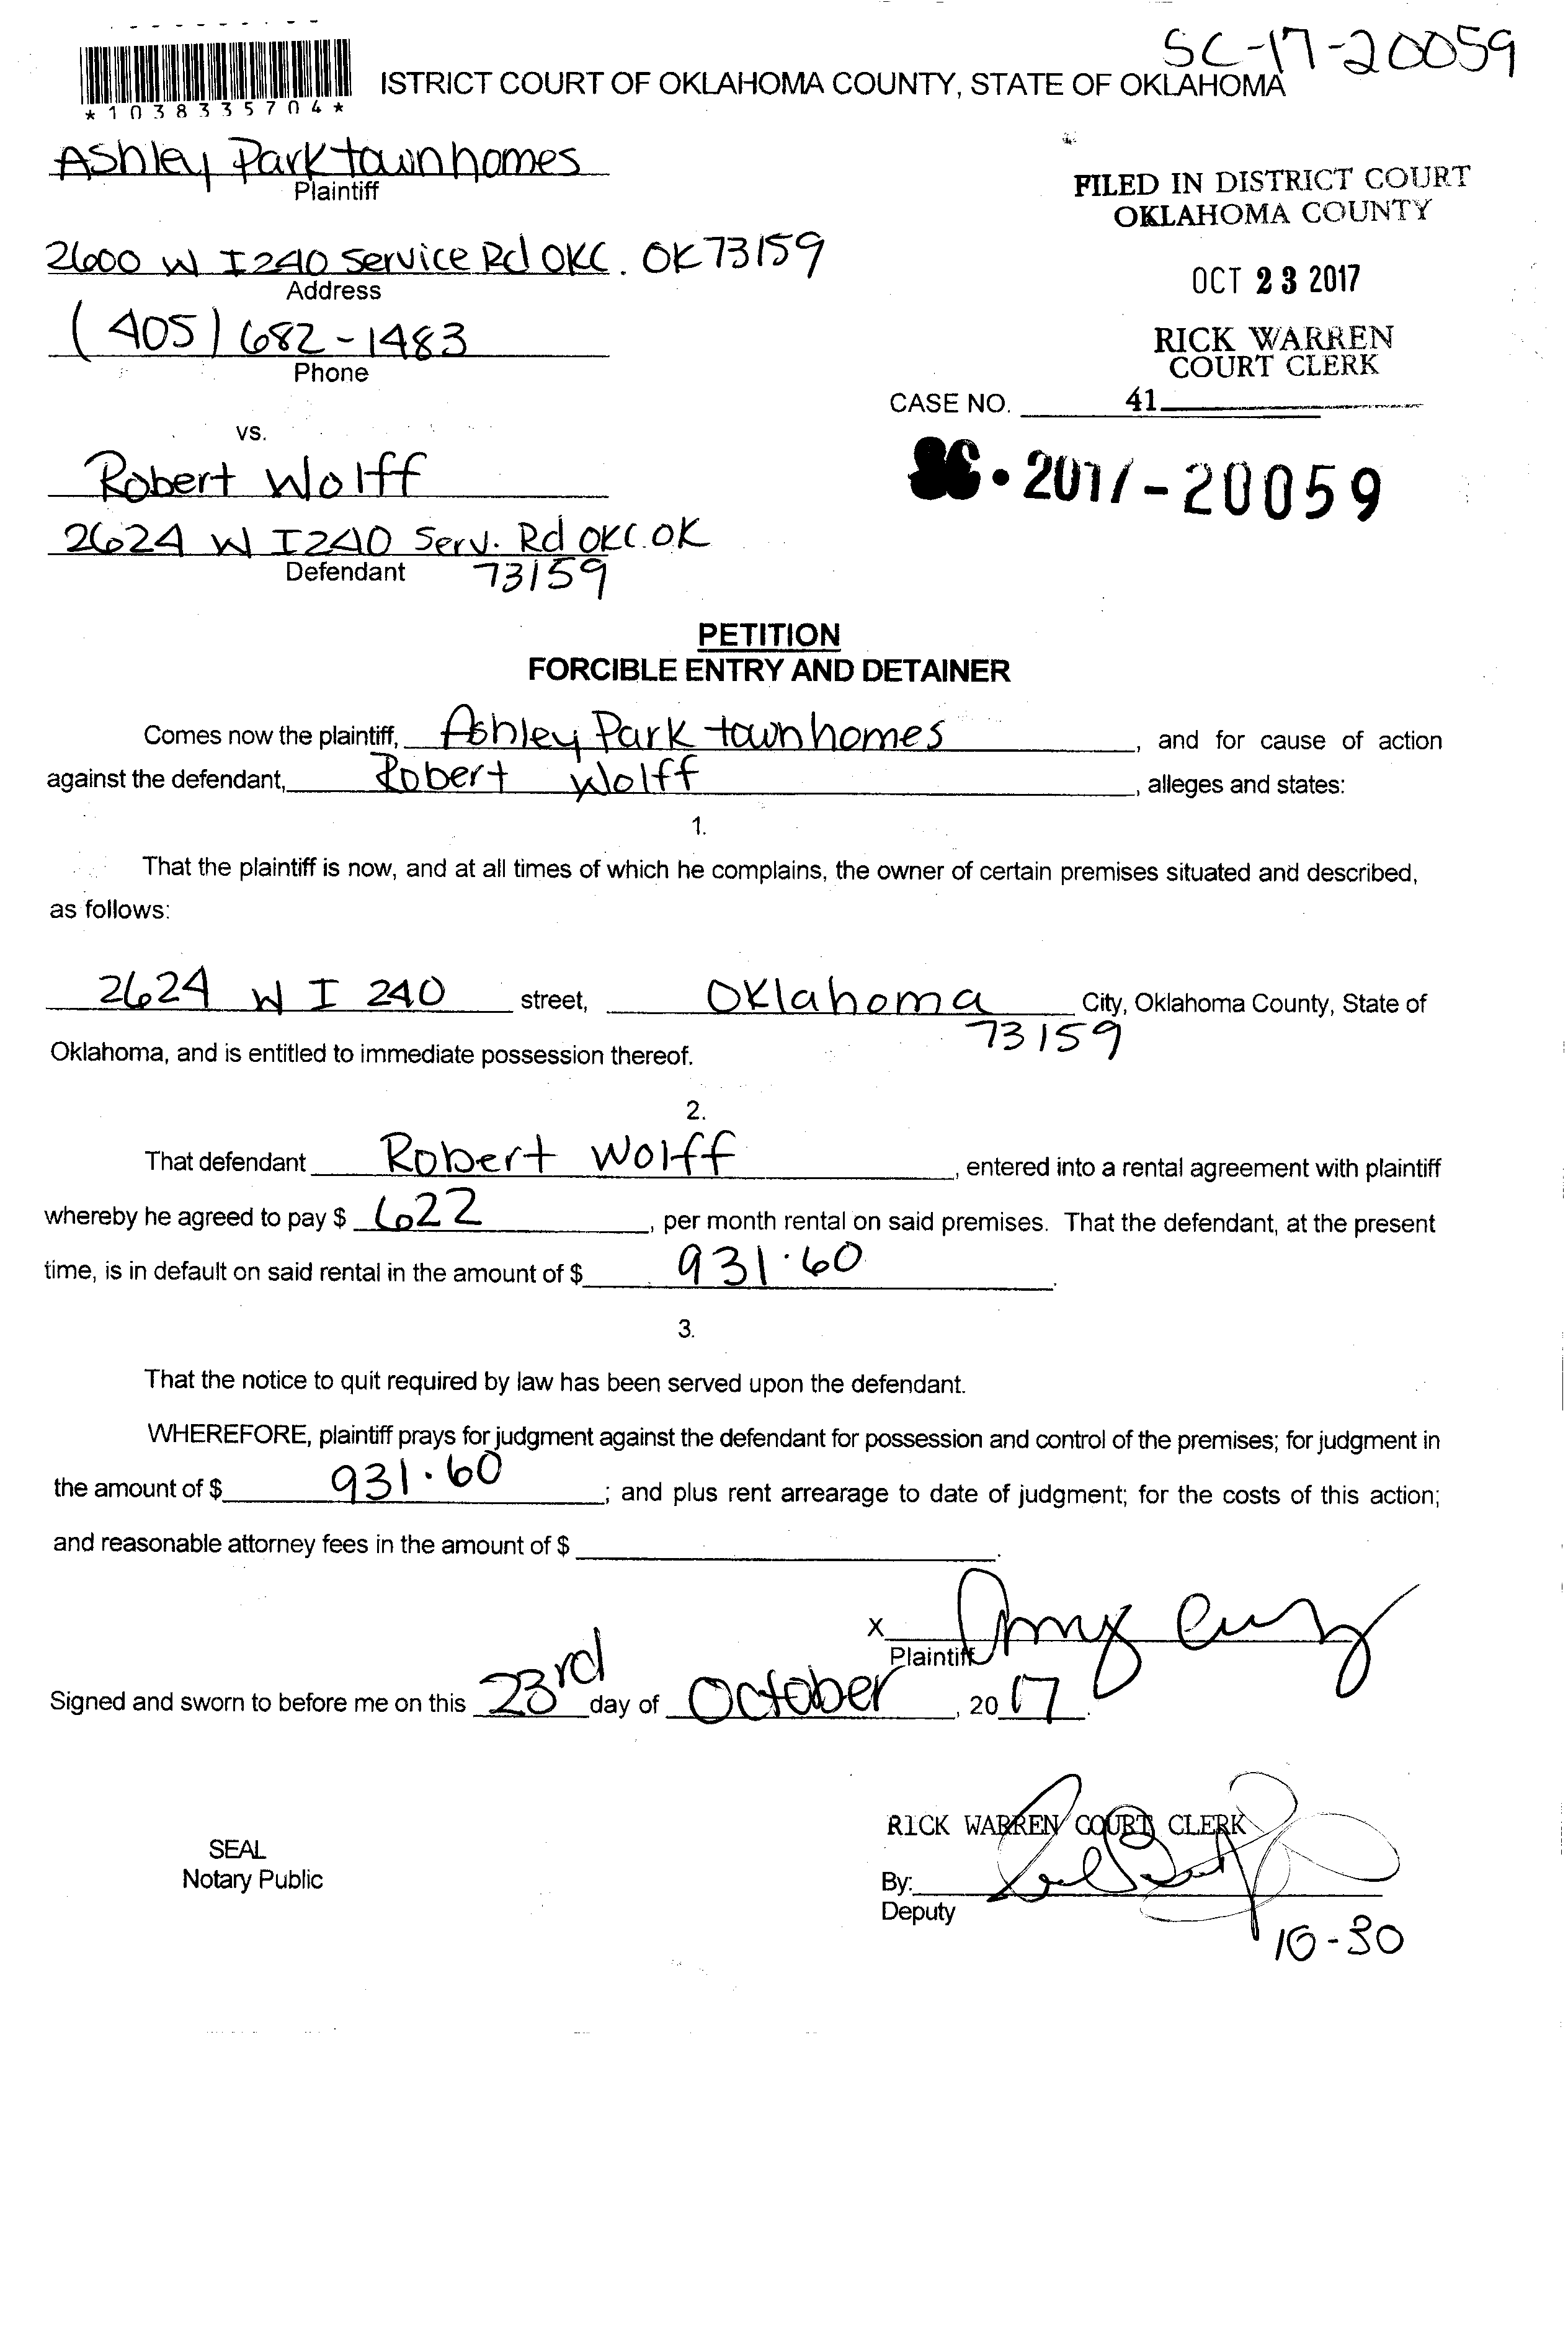 SC-17-20059
ISTRICT COURT OF OKLAHOMA COUNTY, STATE OF OKLAHOMA
*1038335704*
Ashley Park townhomes
Plaintiff
FILED IN DISTRICT COURT
OKLAHOMA COUNTY
2600 W I240 Service Rd OKC. OK 73159
Address
OCT 23 2017
(405) 682-1483
Phone
RICK WARREN
COURT CLERK
CASE NO. 41
vs.
Robert Wolff
SC-2017-20059
2624 W I240 Serv. Rd OKC. OK
Defendant 73159
PETITION
FORCIBLE ENTRY AND DETAINER
Comes now the plaintiff, Ashley Park townhomes, and for cause of action
against the defendant, Robert Wolff, alleges and states:
1.
That the plaintiff is now, and at all times of which he complains, the owner of certain premises situated and described,
as follows:
2624 W I 240 street, Oklahoma City, Oklahoma County, State of
73159
Oklahoma, and is entitled to immediate possession thereof.
2.
That defendant Robert Wolff, entered into a rental agreement with plaintiff
whereby he agreed to pay $ 622, per month rental on said premises. That the defendant, at the present
time, is in default on said rental in the amount of $ 931.60.
3.
That the notice to quit required by law has been served upon the defendant.
WHEREFORE, plaintiff prays for judgment against the defendant for possession and control of the premises; for judgment in
the amount of $ 931.60; and plus rent arrearage to date of judgment; for the costs of this action;
and reasonable attorney fees in the amount of $ .
X
Plaintiff
Signed and sworn to before me on this 23rd day of October, 2017.
RICK WARREN COURT CLERK
SEAL
Notary Public
By:
Deputy
10-30